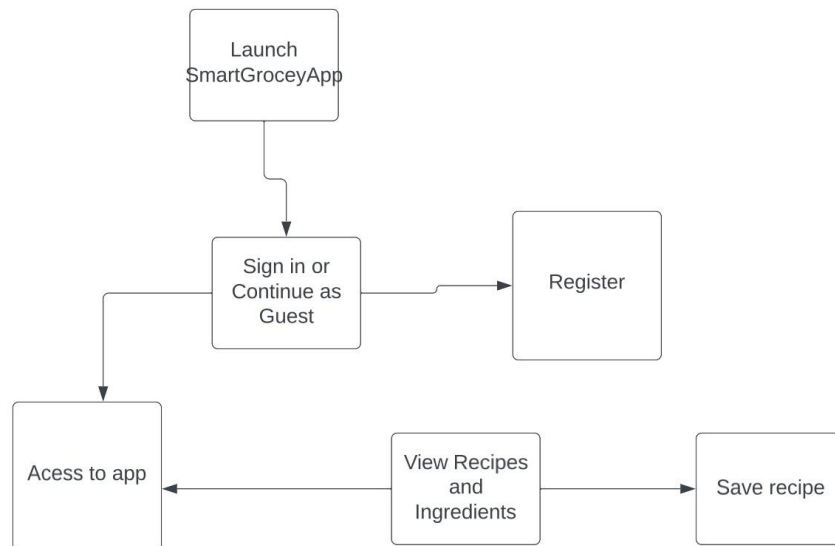 Launch
SmartGroceyApp
Sign in or
Continue as
Guest
Register
Acess to app
View Recipes
and
Ingredients
Save recipe